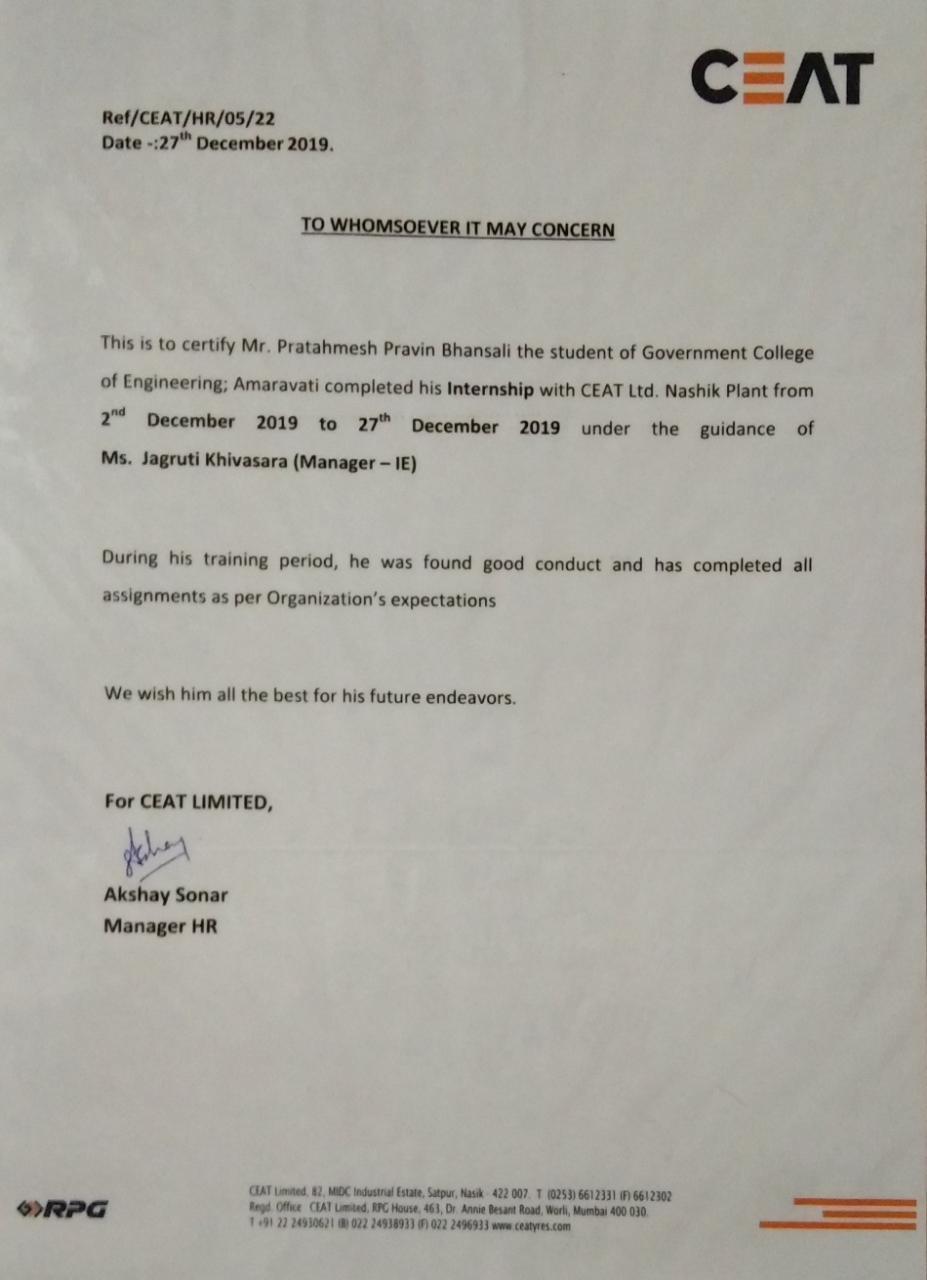 CEAT
Ref/CEAT/HR/05/22
Date -:27th December 2019.
TO WHOMSOEVER IT MAY CONCERN
This is to certify Mr. Pratahmesh Pravin Bhansali the student of Government College
of Engineering; Amaravati completed his Internship with CEAT Ltd. Nashik Plant from
2nd December 2019 to 27th December 2019 under the guidance of
Ms. Jagruti Khivasara (Manager – IE)
During his training period, he was found good conduct and has completed all
assignments as per Organization's expectations
We wish him all the best for his future endeavors.
For CEAT LIMITED,
Akshay
Akshay Sonar
Manager HR
RPG
CEAT Limited, 82, MIDC Industrial Estate, Satpur, Nasik - 422 007. T (0253) 6612331 (F) 6612302
Regd. Office CEAT Limited, RPG House, 463, Dr. Annie Besant Road, Worli, Mumbai 400 030.
T +91 22 24930621 (B) 022 24938933 (F) 022 2496933 www.ceatyres.com